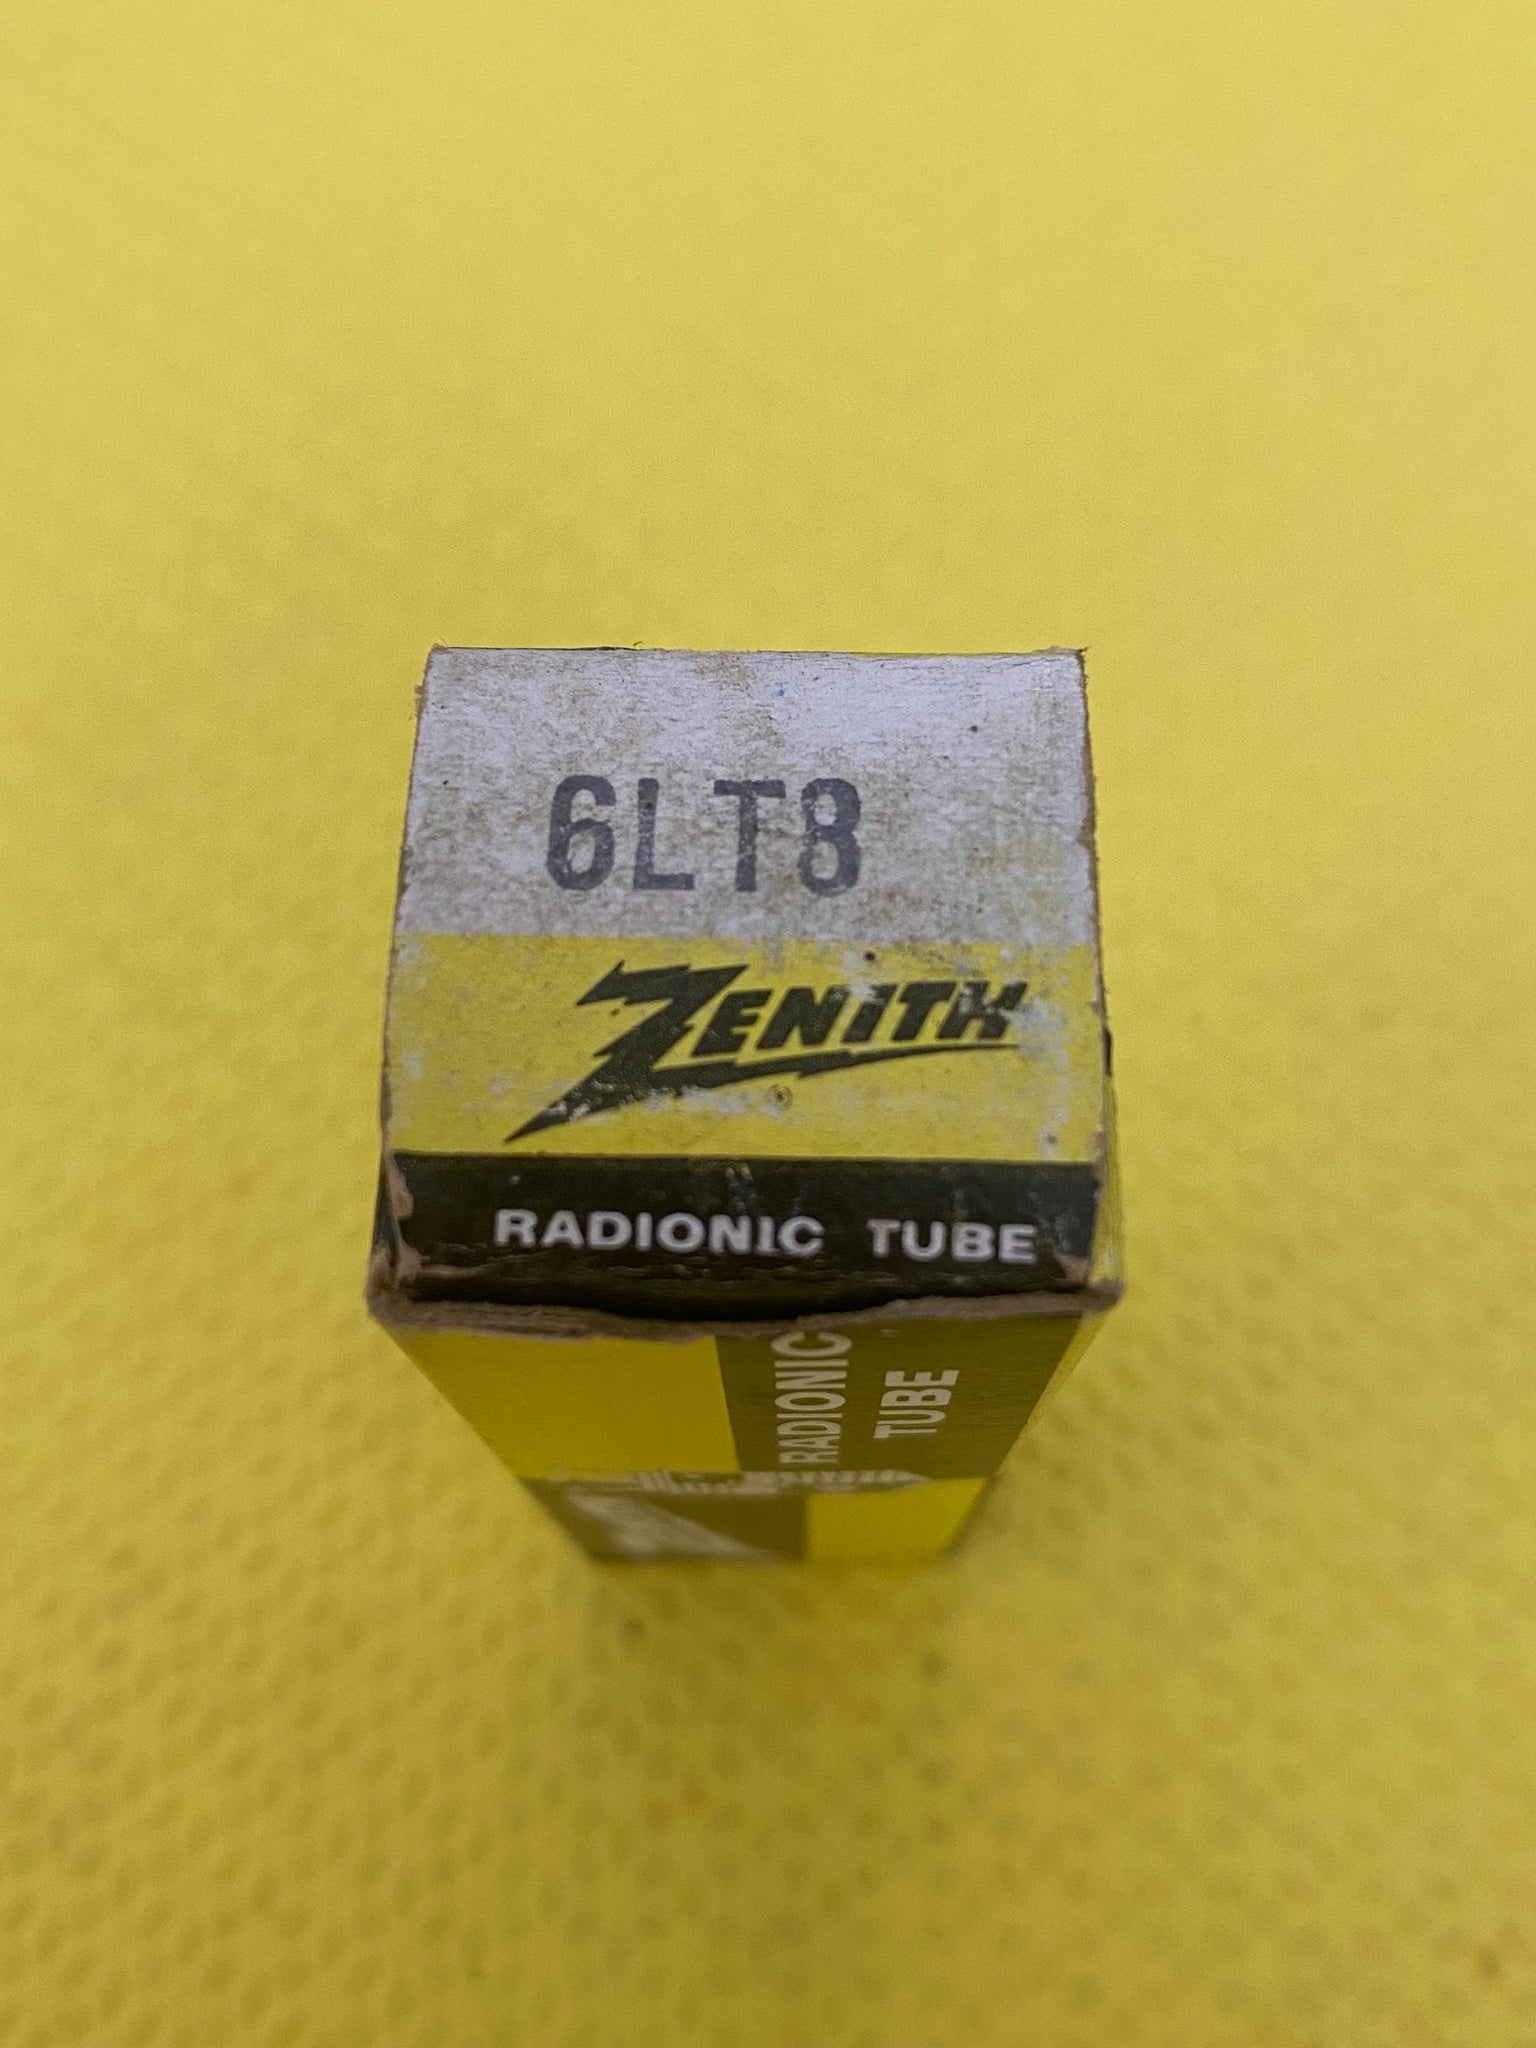 6LT8
ZENITH
®
RADIONIC TUBE
RADIONIC
TUBE